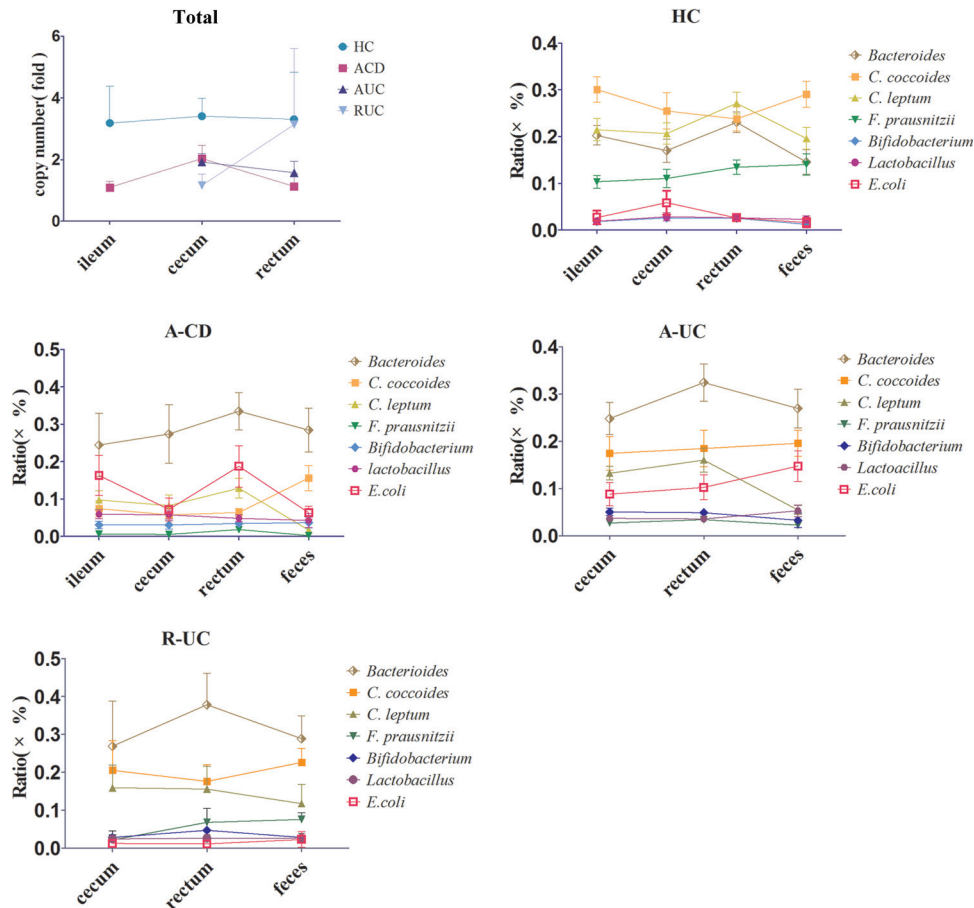 Total
copy number( fold )
6
4
2
0
ileum
cecum
rectum
HC
ACD
AUC
RUC
HC
Ratio(× %)
0.4
0.3
0.2
0.1
0.0
ileum
cecum
rectum
feces
Bacteroides
C. coccoides
C. leptum
F. prausnitzii
Bifidobacterium
Lactobacillus
E.coli
A-CD
Ratio(× %)
0.5
0.4
0.3
0.2
0.1
0.0
ileum
cecum
rectum
feces
Bacteroides
C. coccoides
C. leptum
F. prausnitzii
Bifidobacterium
lactobacillus
E.coli
A-UC
Ratio(× %)
0.4
0.3
0.2
0.1
0.0
cecum
rectum
feces
Bacteroides
C. coccoides
C. leptum
F. prausnitzii
Bifidobacterium
Lactoacillus
E.coli
R-UC
Ratio(× %)
0.5
0.4
0.3
0.2
0.1
0.0
cecum
rectum
feces
Bacterioides
C. coccoides
C. leptum
F. prausnitzii
Bifidobacterium
Lactobacillus
E.coli